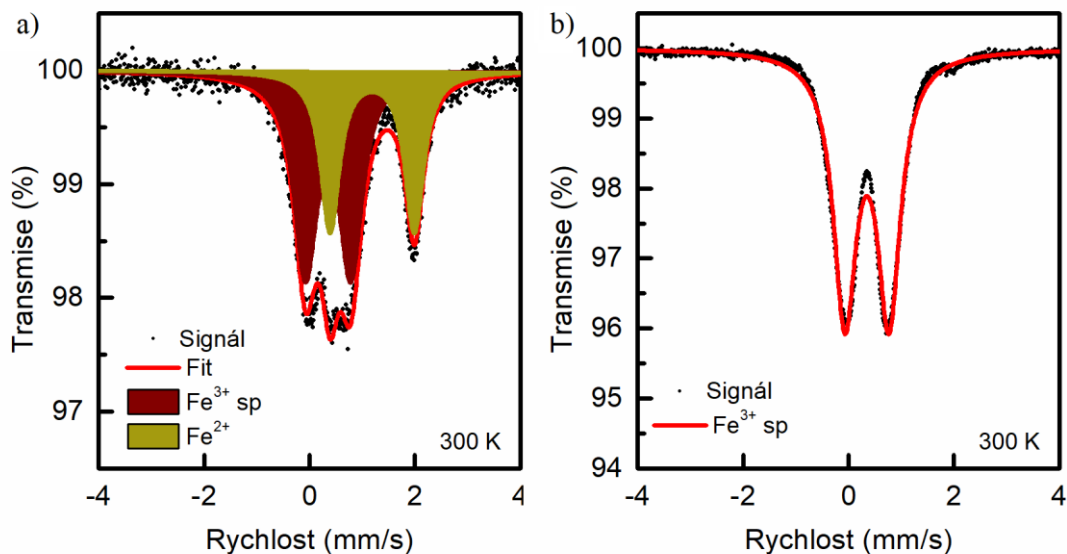 a)
100
99
98
97
Transmise (%)
Signál
Fit
Fe³⁺ sp
Fe²⁺
300 K
-4 -2 0 2 4
Rychlost (mm/s)
b)
100
99
98
97
96
95
94
Transmise (%)
Signál
Fe³⁺ sp
300 K
-4 -2 0 2 4
Rychlost (mm/s)